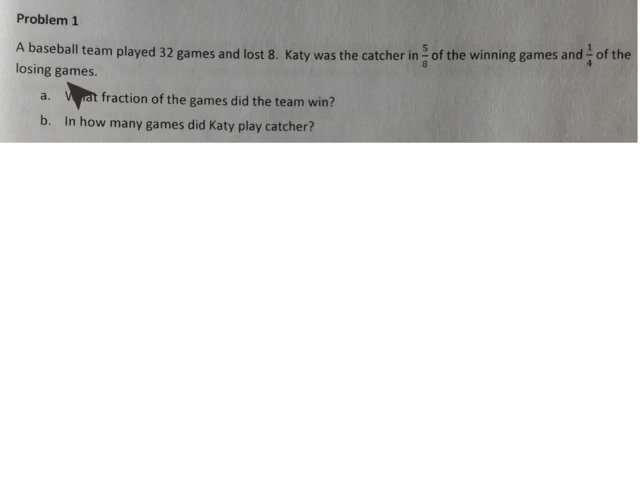 Problem 1
A baseball team played 32 games and lost 8. Katy was the catcher in 5/8 of the winning games and 1/4 of the
losing games.
a. What fraction of the games did the team win?
b. In how many games did Katy play catcher?